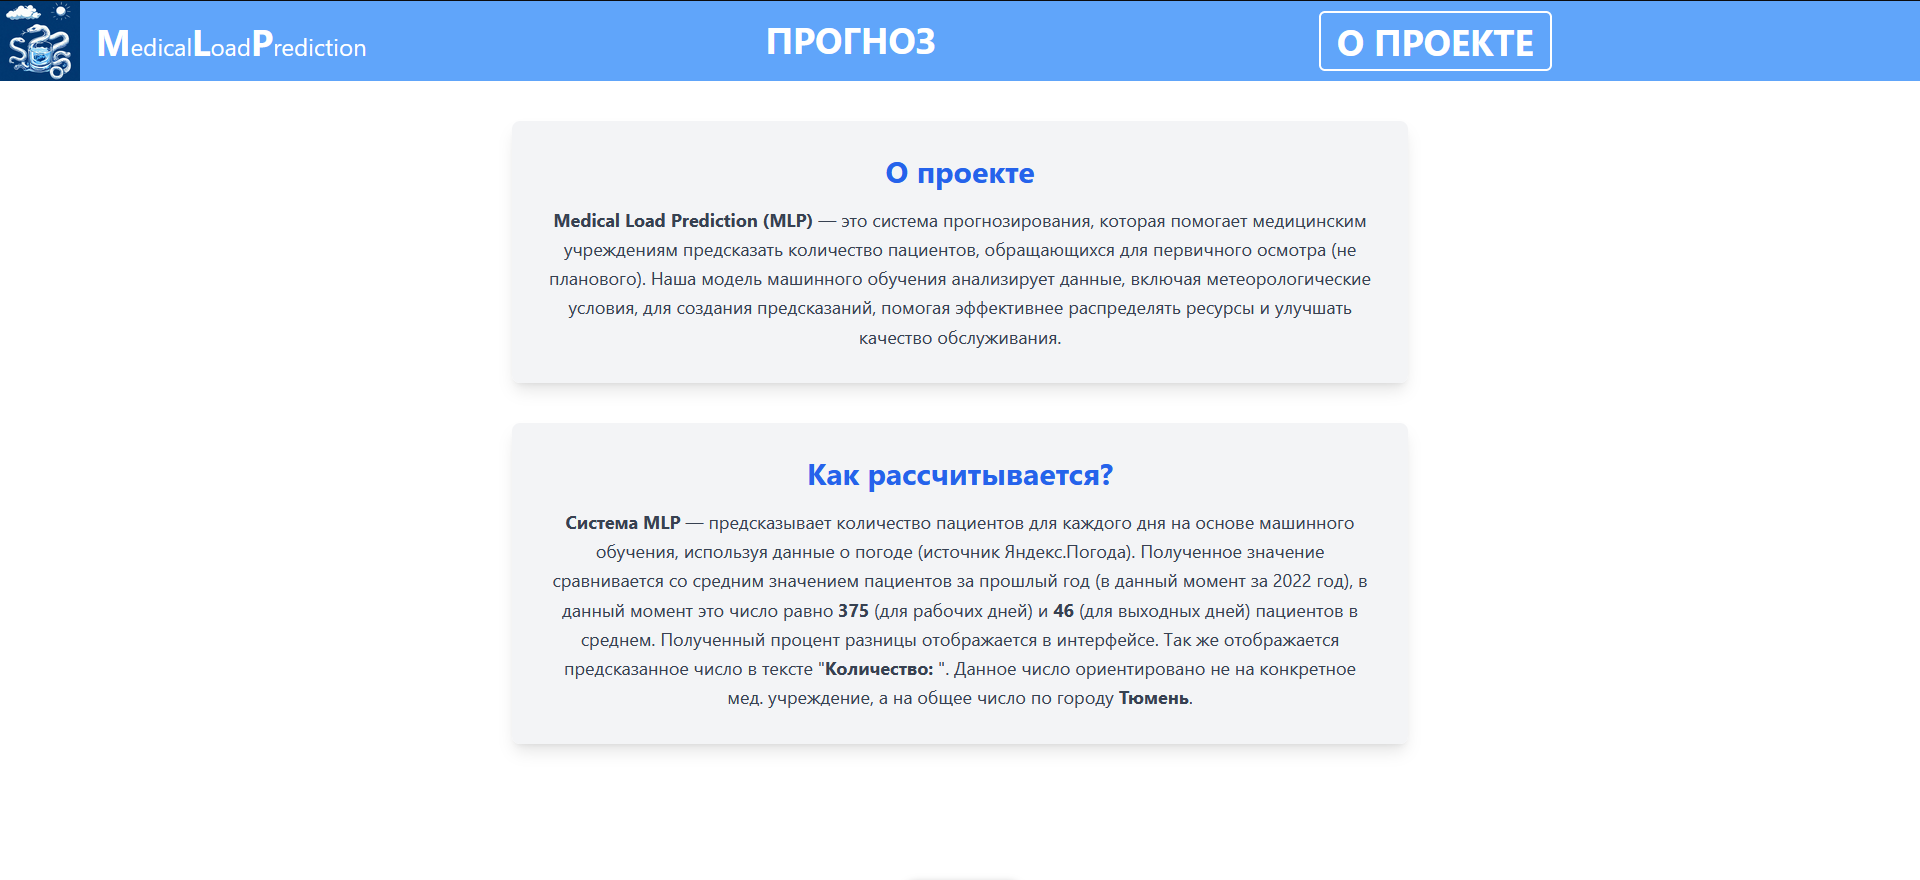 MedicalLoadPrediction
ПРОГНОЗ
О ПРОЕКТЕ
О проекте
Medical Load Prediction (MLP) — это система прогнозирования, которая помогает медицинским
учреждениям предсказать количество пациентов, обращающихся для первичного осмотра (не
планового). Наша модель машинного обучения анализирует данные, включая метеорологические
условия, для создания предсказаний, помогая эффективнее распределять ресурсы и улучшать
качество обслуживания.
Как рассчитывается?
Система MLP — предсказывает количество пациентов для каждого дня на основе машинного
обучения, используя данные о погоде (источник Яндекс.Погода). Полученное значение
сравнивается со средним значением пациентов за прошлый год (в данный момент за 2022 год), в
данный момент это число равно 375 (для рабочих дней) и 46 (для выходных дней) пациентов в
среднем. Полученный процент разницы отображается в интерфейсе. Так же отображается
предсказанное число в тексте "Количество: ". Данное число ориентировано не на конкретное
мед. учреждение, а на общее число по городу Тюмень.